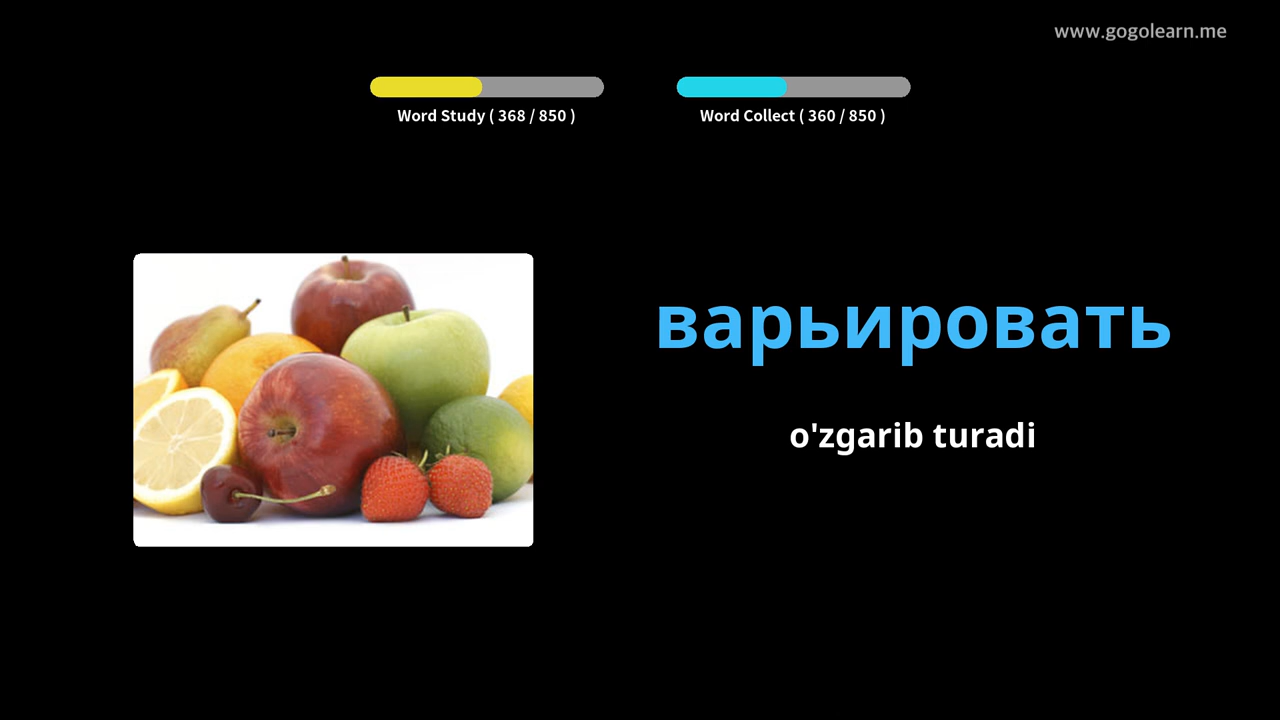 www.gogolearn.me
Word Study ( 368 / 850 )
Word Collect ( 360 / 850 )
варьировать
o'zgarib turadi